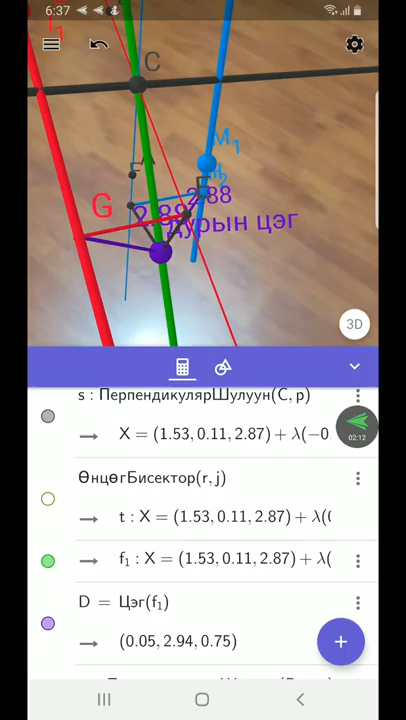 6:37
C
M₁
F
E
2.88
G
2.88
дурын цэг
3D
s : ПерпендикулярШулуун(C, p)
X = (1.53, 0.11, 2.87) + λ(−0.
02:12
ӨнцөгБисектор(r, j)
t : X = (1.53, 0.11, 2.87) + λ(
f₁ : X = (1.53, 0.11, 2.87) + λ(
D = Цэг(f₁)
(0.05, 2.94, 0.75)
+